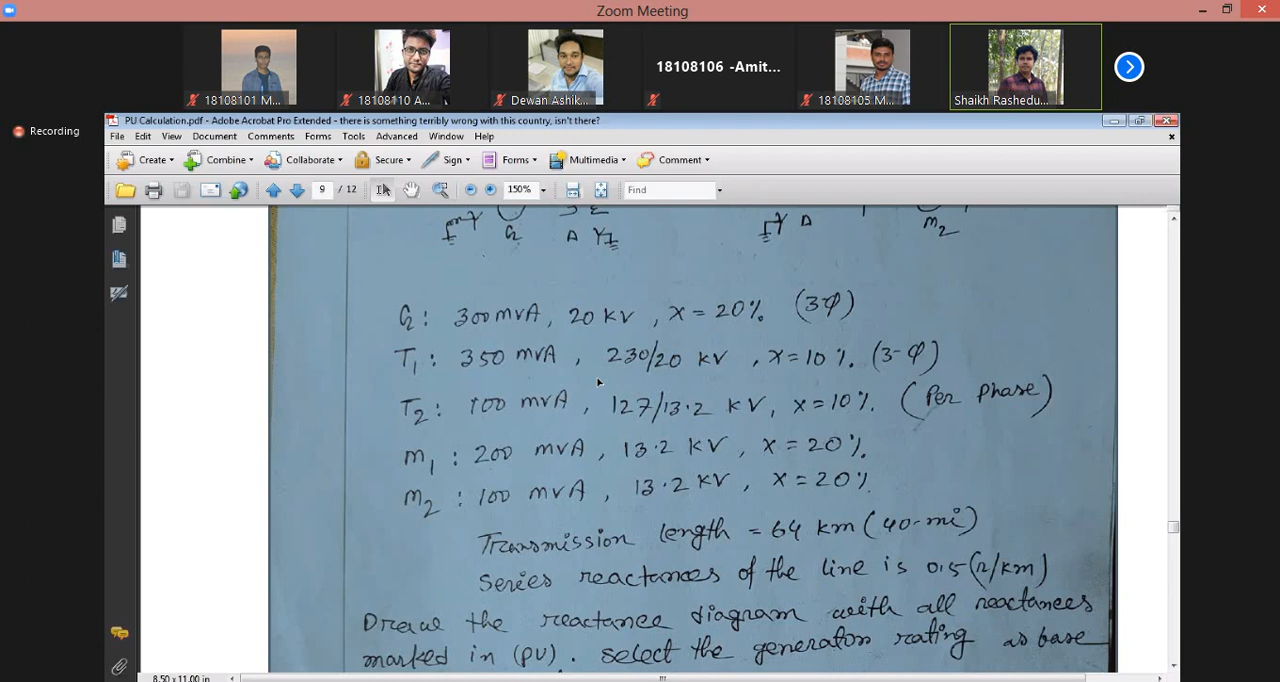 Zoom Meeting
18108101 M...
18108110 A...
Dewan Ashik...
18108106 -Amit...
18108105 M...
Shaikh Rashedu...
Recording
PU Calculation.pdf - Adobe Acrobat Pro Extended - there is something terribly wrong with this country, isn't there?
File Edit View Document Comments Forms Tools Advanced Window Help
Create Combine Collaborate Secure Sign Forms Multimedia Comment
9 / 12 150% Find
G Δ Y Y Δ M2
G: 300 mVA, 20 KV, X = 20% (3φ)
T1: 350 mVA, 230/20 KV, X = 10%. (3-φ)
T2: 100 mVA, 127/13.2 KV, X = 10%. (Per phase)
M1: 200 mVA, 13.2 KV, X = 20%.
M2: 100 mVA, 13.2 KV, X = 20%.
Transmission length = 64 km (40-mi)
Series reactances of the line is 0.5 (Ω/km)
Draw the reactance diagram with all reactances
marked in (PU). Select the generator rating as base
8.50 x 11.00 in